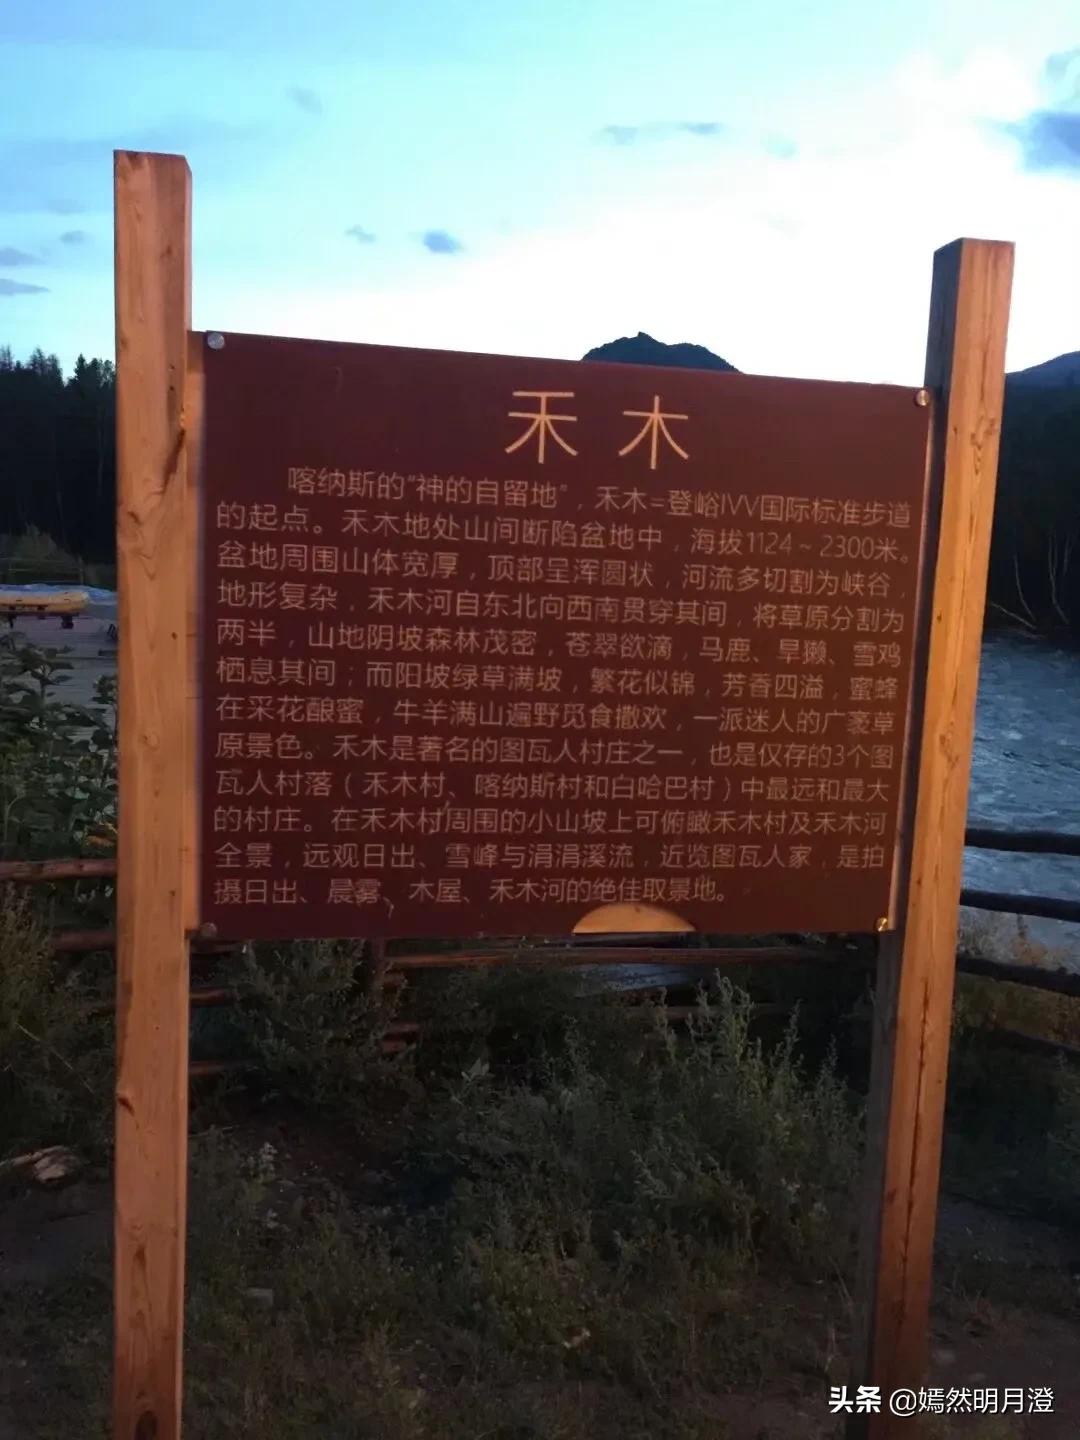 禾木
喀纳斯的“神的自留地”，禾木=登峪IVV国际标准步道
的起点。禾木地处山间断陷盆地中，海拔1124～2300米。
盆地周围山体宽厚，顶部呈浑圆状，河流多切割为峡谷，
地形复杂，禾木河自东北向西南贯穿其间，将草原分割为
两半，山地阴坡森林茂密，苍翠欲滴，马鹿、旱獭、雪鸡
栖息其间；而阳坡绿草满坡，繁花似锦，芳香四溢，蜜蜂
在采花酿蜜，牛羊满山遍野觅食撒欢，一派迷人的广袤草
原景色。禾木是著名的图瓦人村庄之一，也是仅存的3个图
瓦人村落（禾木村、喀纳斯村和白哈巴村）中最远和最大
的村庄。在禾木村周围的小山坡上可俯瞰禾木村及禾木河
全景，远观日出、雪峰与涓涓溪流，近览图瓦人家，是拍
摄日出、晨雾、木屋、禾木河的绝佳取景地。
头条 @嫣然明月澄